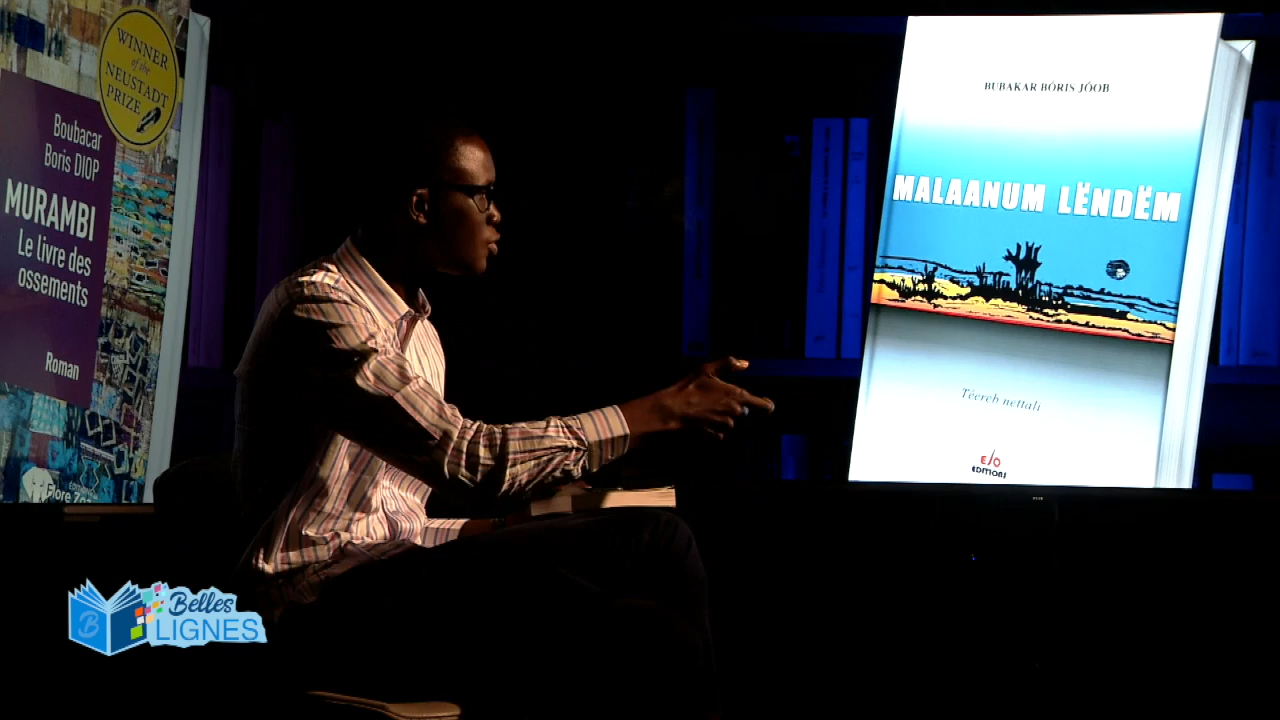 WINNER
of the
NEUSTADT
PRIZE
Boubacar
Boris DIOP
MURAMBI
Le livre des
ossements
Roman
BUBAKAR BÓRIS JÓOB
MALAANUM LËNDËM
Téereb nettali
EJO
EDITIONS
B
Belles
LIGNES